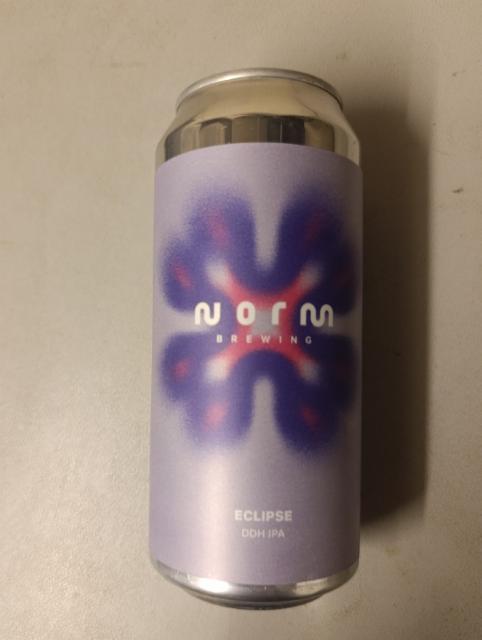 Norm
BREWING
ECLIPSE
DDH IPA